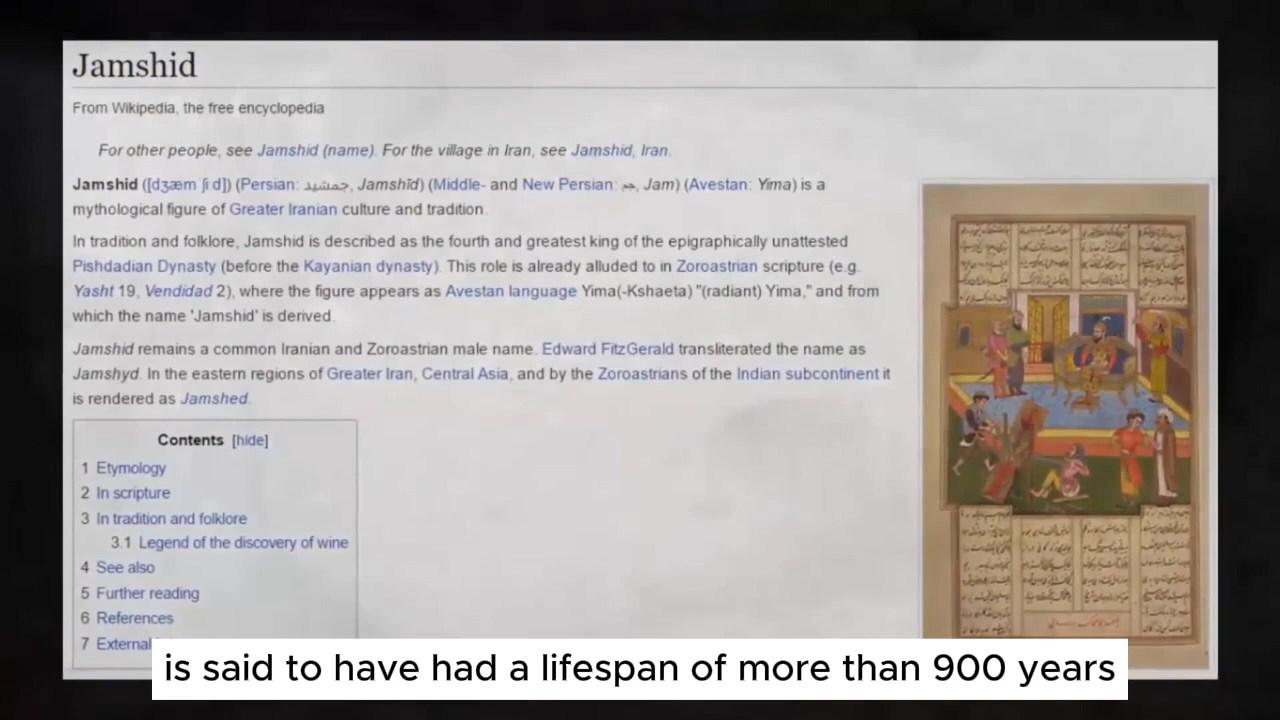 Jamshid
From Wikipedia, the free encyclopedia
For other people, see Jamshid (name). For the village in Iran, see Jamshid, Iran.
Jamshid ([dʒæmˈʃiːd]) (Persian: جمشید, Jamshīd) (Middle- and New Persian: جم, Jam) (Avestan: Yima) is a
mythological figure of Greater Iranian culture and tradition.
In tradition and folklore, Jamshid is described as the fourth and greatest king of the epigraphically unattested
Pishdadian Dynasty (before the Kayanian dynasty). This role is already alluded to in Zoroastrian scripture (e.g.
Yasht 19, Vendidad 2), where the figure appears as Avestan language Yima(-Kshaeta) "(radiant) Yima," and from
which the name 'Jamshid' is derived.
Jamshid remains a common Iranian and Zoroastrian male name. Edward FitzGerald transliterated the name as
Jamshyd. In the eastern regions of Greater Iran, Central Asia, and by the Zoroastrians of the Indian subcontinent it
is rendered as Jamshed.
Contents [hide]
1 Etymology
2 In scripture
3 In tradition and folklore
3.1 Legend of the discovery of wine
4 See also
5 Further reading
6 References
7 External
is said to have had a lifespan of more than 900 years